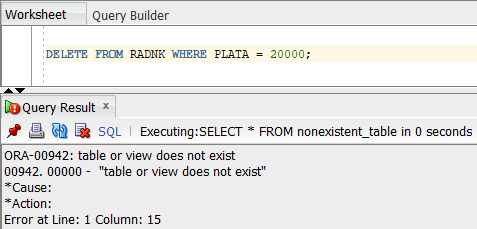 Worksheet Query Builder
DELETE FROM RADNK WHERE PLATA = 20000;
Query Result x
SQL | Executing:SELECT * FROM nonexistent_table in 0 seconds
ORA-00942: table or view does not exist
00942. 00000 - "table or view does not exist"
*Cause:
*Action:
Error at Line: 1 Column: 15